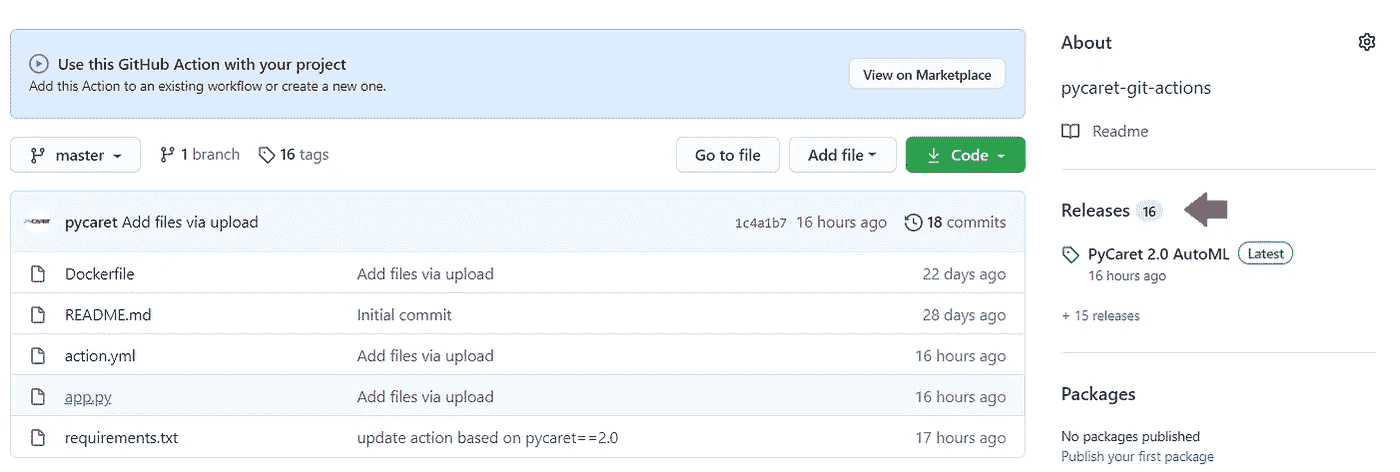 Use this GitHub Action with your project
Add this Action to an existing workflow or create a new one.
View on Marketplace
master
1 branch
16 tags
Go to file
Add file
Code
pycaret Add files via upload
1c4a1b7 16 hours ago
18 commits
Dockerfile Add files via upload 22 days ago
README.md Initial commit 28 days ago
action.yml Add files via upload 16 hours ago
app.py Add files via upload 16 hours ago
requirements.txt update action based on pycaret==2.0 17 hours ago
About
pycaret-git-actions
Readme
Releases 16
PyCaret 2.0 AutoML Latest
16 hours ago
+ 15 releases
Packages
No packages published
Publish your first package